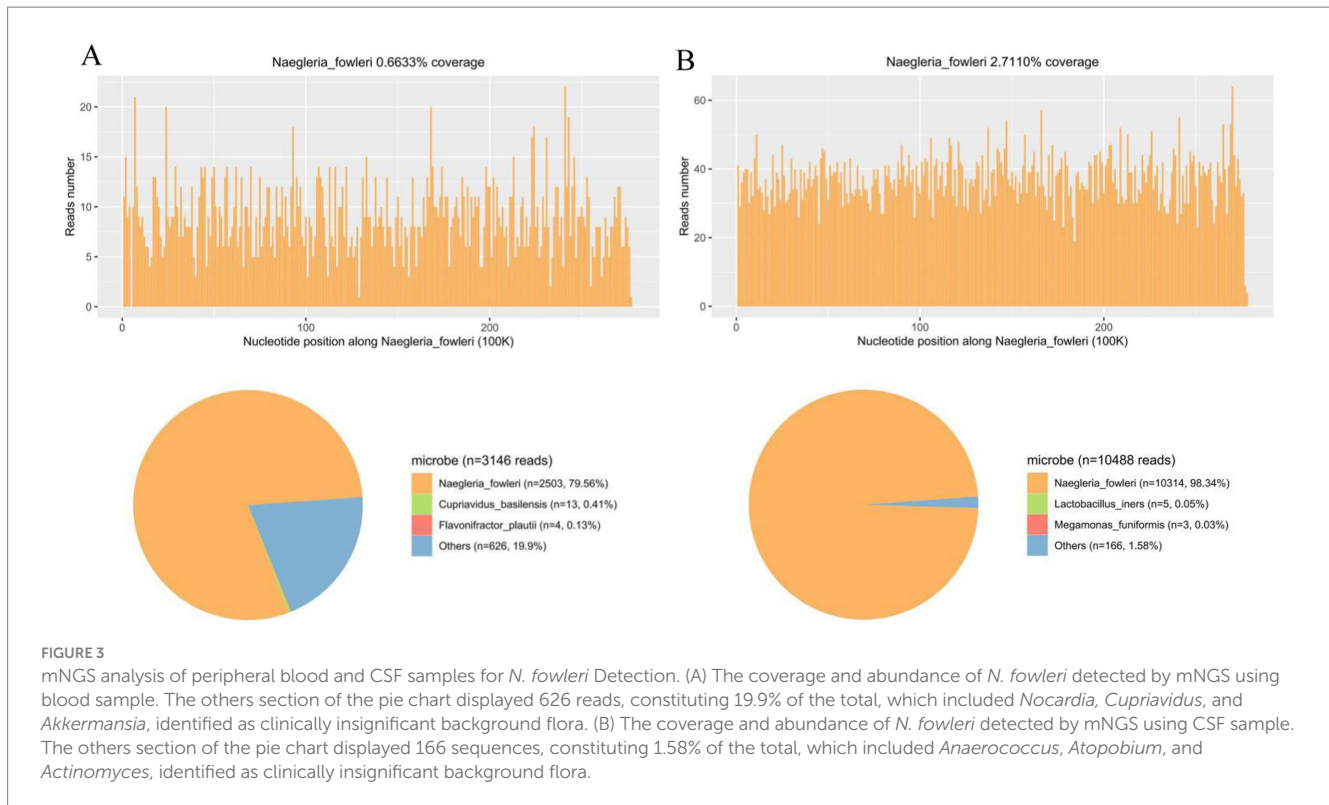 A
Naegleria_fowleri 0.6633% coverage
Reads number
20
15
10
5
0
0
100
200
Nucleotide position along Naegleria_fowleri (100K)
B
Naegleria_fowleri 2.7110% coverage
Reads number
60
40
20
0
0
100
200
Nucleotide position along Naegleria_fowleri (100K)
microbe (n=3146 reads)
Naegleria_fowleri (n=2503, 79.56%)
Cupriavidus_basilensis (n=13, 0.41%)
Flavonifractor_plautii (n=4, 0.13%)
Others (n=626, 19.9%)
microbe (n=10488 reads)
Naegleria_fowleri (n=10314, 98.34%)
Lactobacillus_iners (n=5, 0.05%)
Megamonas_funiformis (n=3, 0.03%)
Others (n=166, 1.58%)
FIGURE 3
mNGS analysis of peripheral blood and CSF samples for N. fowleri Detection. (A) The coverage and abundance of N. fowleri detected by mNGS using
blood sample. The others section of the pie chart displayed 626 reads, constituting 19.9% of the total, which included Nocardia, Cupriavidus, and
Akkermansia, identified as clinically insignificant background flora. (B) The coverage and abundance of N. fowleri detected by mNGS using CSF sample.
The others section of the pie chart displayed 166 sequences, constituting 1.58% of the total, which included Anaerococcus, Atopobium, and
Actinomyces, identified as clinically insignificant background flora.